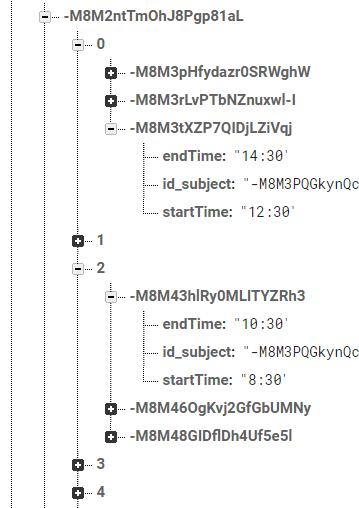 -M8M2ntTmOhJ8Pgp81aL
0
-M8M3pHfydazr0SRWghW
-M8M3rLvPTbNZnuxwl-I
-M8M3tXZP7QIDjLZiVqj
endTime: "14:30"
id_subject: "-M8M3PQGkynQc
startTime: "12:30"
1
2
-M8M43hlRy0MLITYZRh3
endTime: "10:30"
id_subject: "-M8M3PQGkynQc
startTime: "8:30"
-M8M46OgKvj2GfGbUMNy
-M8M48GIDflDh4Uf5e5l
3
4